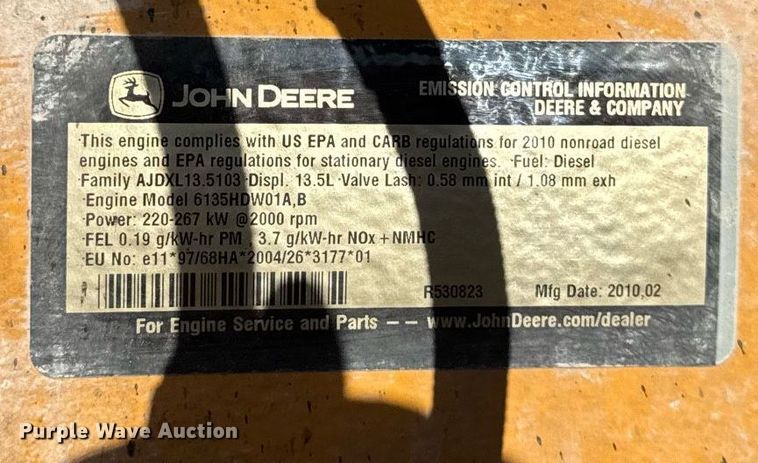 JOHN DEERE
EMISSION CONTROL INFORMATION
DEERE & COMPANY
This engine complies with US EPA and CARB regulations for 2010 nonroad diesel
engines and EPA regulations for stationary diesel engines. ·Fuel: Diesel
Family AJDXL13.5103 ·Displ. 13.5L ·Valve Lash: 0.58 mm int / 1.08 mm exh
·Engine Model 6135HDW01A,B
·Power: 220-267 kW @2000 rpm
·FEL 0.19 g/kW-hr PM , 3.7 g/kW-hr NOx + NMHC
·EU No: e11*97/68HA*2004/26*3177*01
R530823 Mfg Date: 2010,02
For Engine Service and Parts – – www.JohnDeere.com/dealer
Purple Wave Auction